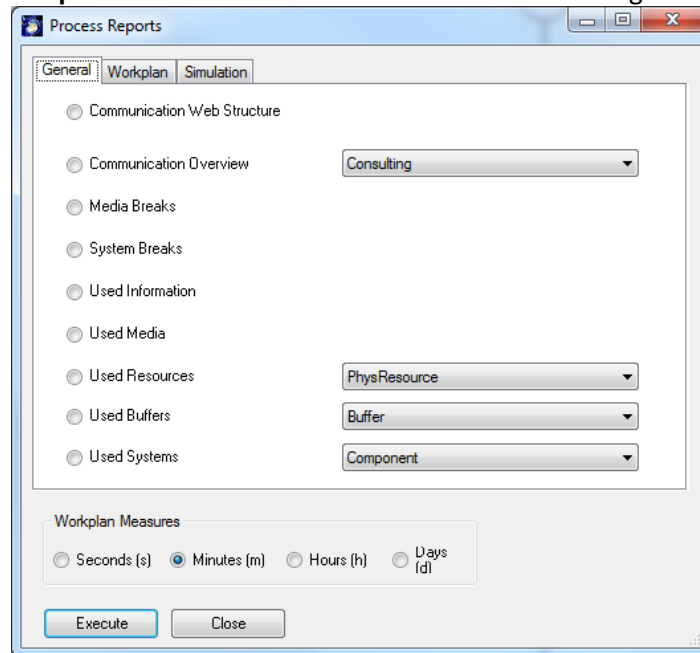 Process Reports
General Workplan Simulation
Communication Web Structure
Communication Overview Consulting
Media Breaks
System Breaks
Used Information
Used Media
Used Resources PhysResource
Used Buffers Buffer
Used Systems Component
Workplan Measures
Seconds (s) Minutes (m) Hours (h) Days (d)
Execute Close